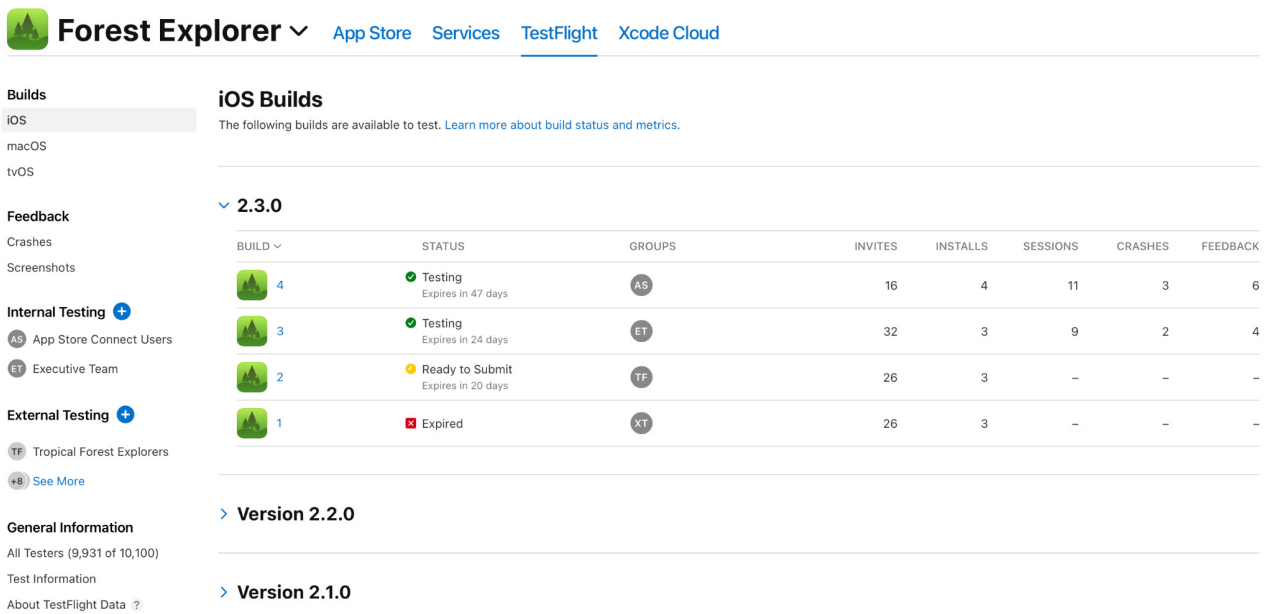 Forest Explorer App Store Services TestFlight Xcode Cloud
Builds
iOS
macOS
tvOS
Feedback
Crashes
Screenshots
Internal Testing
AS App Store Connect Users
ET Executive Team
External Testing
TF Tropical Forest Explorers
+8 See More
General Information
All Testers (9,931 of 10,100)
Test Information
About TestFlight Data ?
iOS Builds
The following builds are available to test. Learn more about build status and metrics.
2.3.0
BUILD STATUS GROUPS INVITES INSTALLS SESSIONS CRASHES FEEDBACK
4 Testing AS 16 4 11 3 6
Expires in 47 days
3 Testing ET 32 3 9 2 4
Expires in 24 days
2 Ready to Submit TF 26 3 – – –
Expires in 20 days
1 Expired XT 26 3 – – –
Version 2.2.0
Version 2.1.0